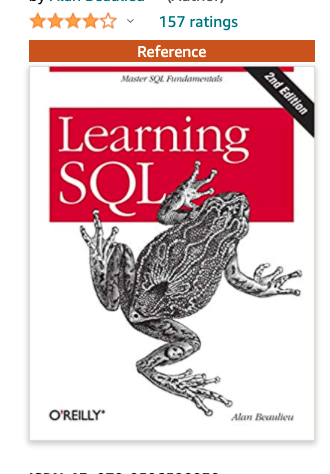 157 ratings
Reference
Master SQL Fundamentals
2nd Edition
Learning
SQL
O'REILLY®
Alan Beaulieu